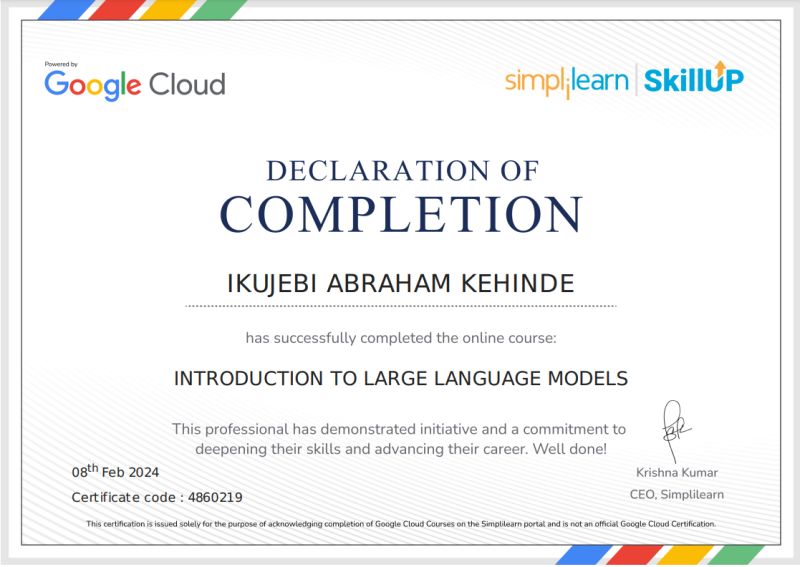 Powered by
Google Cloud
simplilearn | SkillUP
DECLARATION OF
COMPLETION
IKUJEBI ABRAHAM KEHINDE
has successfully completed the online course:
INTRODUCTION TO LARGE LANGUAGE MODELS
This professional has demonstrated initiative and a commitment to
deepening their skills and advancing their career. Well done!
08th Feb 2024
Certificate code : 4860219
Krishna Kumar
CEO, Simplilearn
This certification is issued solely for the purpose of acknowledging completion of Google Cloud Courses on the Simplilearn portal and is not an official Google Cloud Certification.